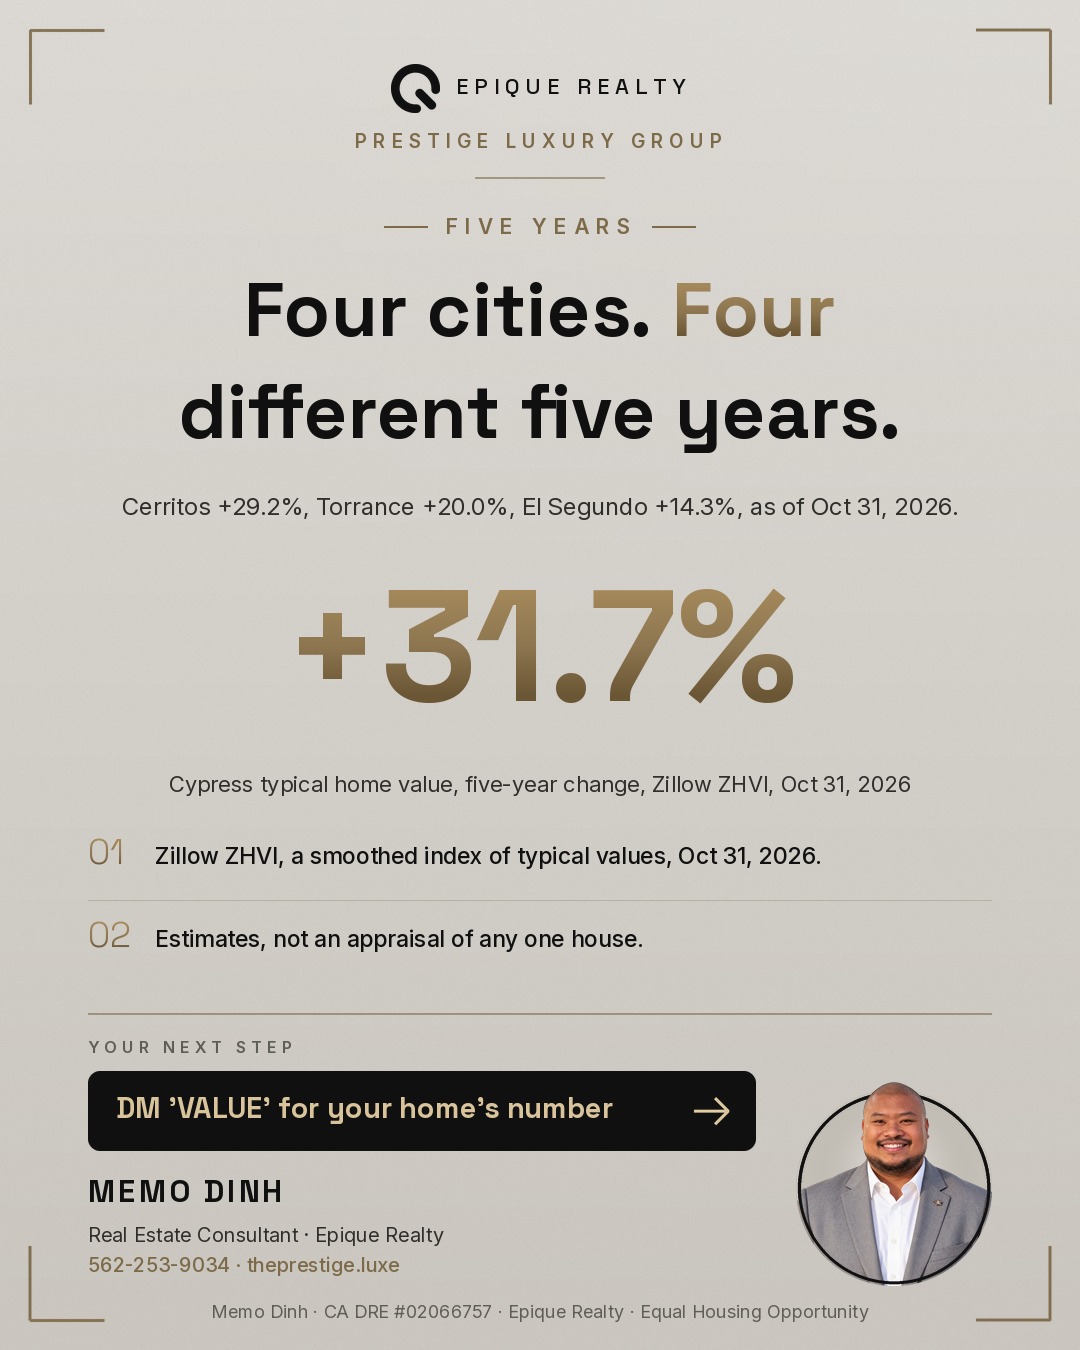 EPIQUE REALTY
PRESTIGE LUXURY GROUP
FIVE YEARS
Four cities. Four
different five years.
Cerritos +29.2%, Torrance +20.0%, El Segundo +14.3%, as of Oct 31, 2026.
+31.7%
Cypress typical home value, five-year change, Zillow ZHVI, Oct 31, 2026
01 Zillow ZHVI, a smoothed index of typical values, Oct 31, 2026.
02 Estimates, not an appraisal of any one house.
YOUR NEXT STEP
DM ’VALUE’ for your home’s number →
MEMO DINH
Real Estate Consultant · Epique Realty
562-253-9034 · theprestige.luxe
Memo Dinh · CA DRE #02066757 · Epique Realty · Equal Housing Opportunity